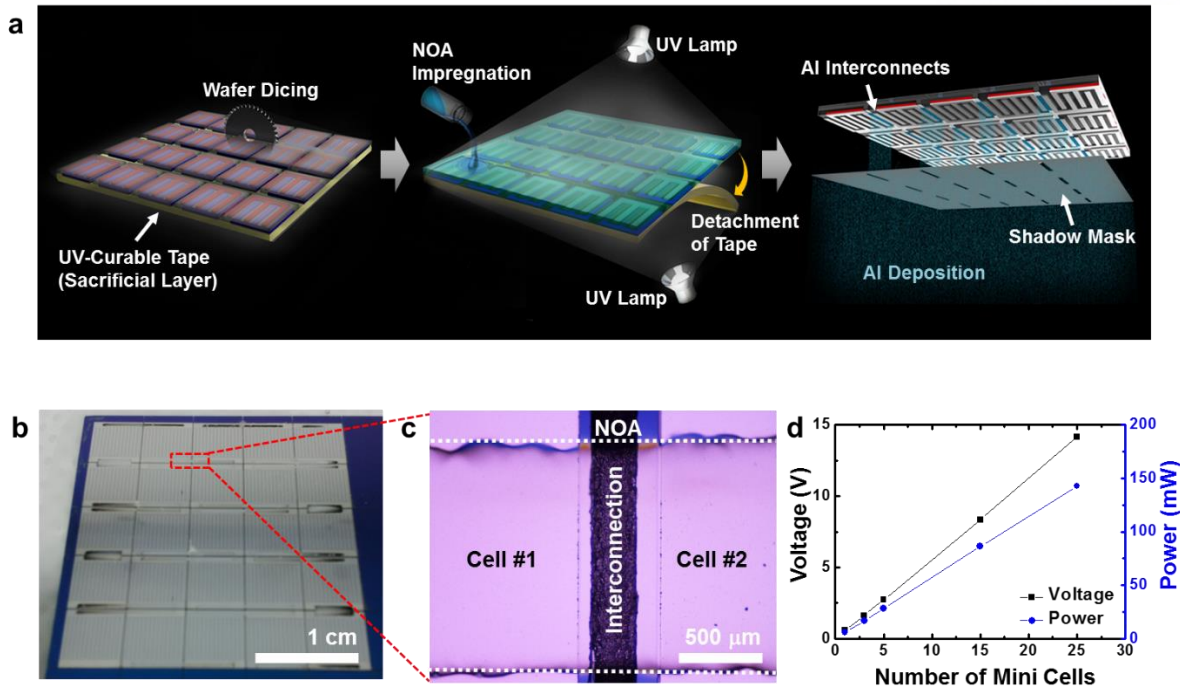 a
Wafer Dicing
UV-Curable Tape
(Sacrificial Layer)
NOA
Impregnation
UV Lamp
Detachment
of Tape
UV Lamp
Al Interconnects
Shadow Mask
Al Deposition
b
1 cm
c
NOA
Cell #1
Interconnection
Cell #2
500 μm
d
Voltage (V)
15
10
5
0
0
5
10
15
20
25
30
Number of Mini Cells
Voltage
Power
200
150
100
50
0
Power (mW)